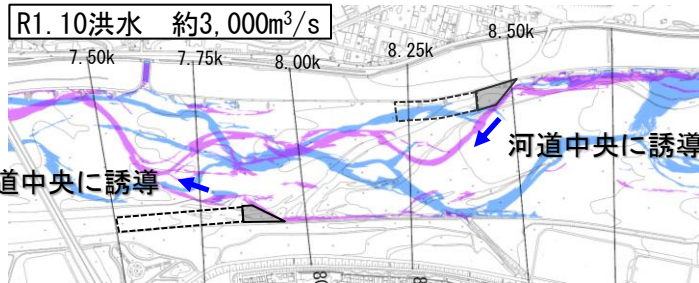 R1.10洪水 約3,000m³/s
7.50k
7.75k
8.00k
8.25k
8.50k
河道中央に誘導
道中央に誘導